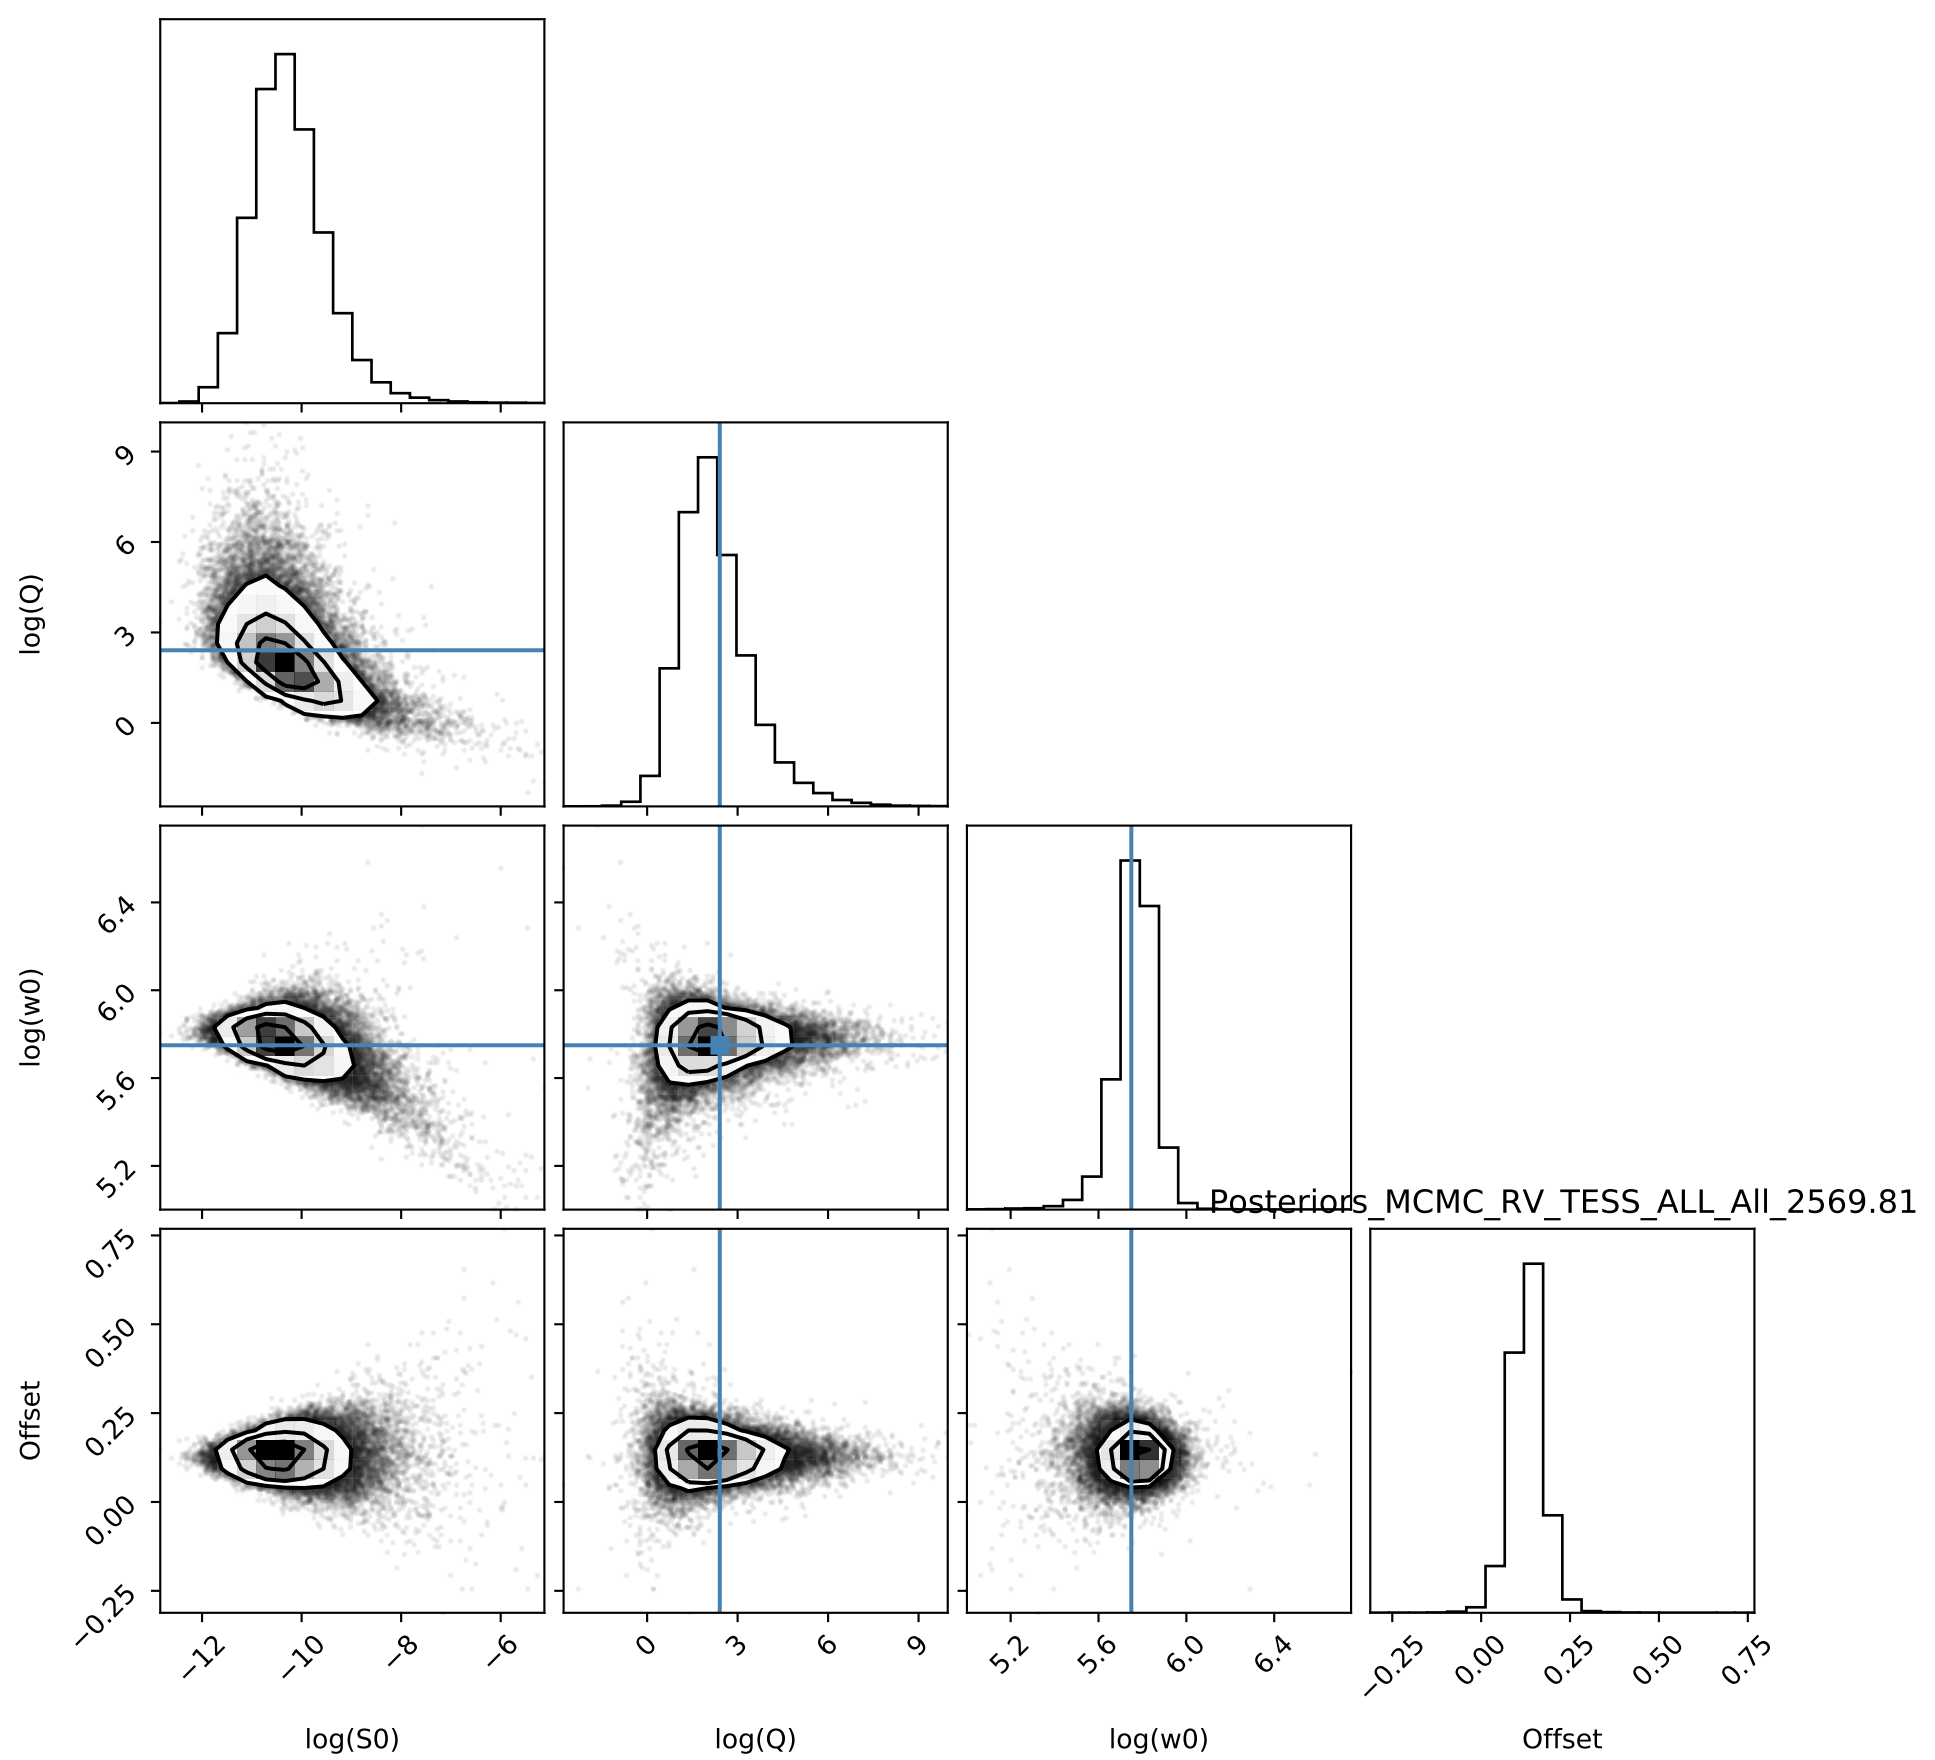 9
6
3
0
log(Q)
6.4
6.0
5.6
5.2
log(w0)
Posteriors_MCMC_RV_TESS_ALL_All_2569.81
0.75
0.50
0.25
0.00
−0.25
Offset
−12 −10 −8 −6
0 3 6 9
5.2 5.6 6.0 6.4
−0.25 0.00 0.25 0.50 0.75
log(S0) log(Q) log(w0) Offset